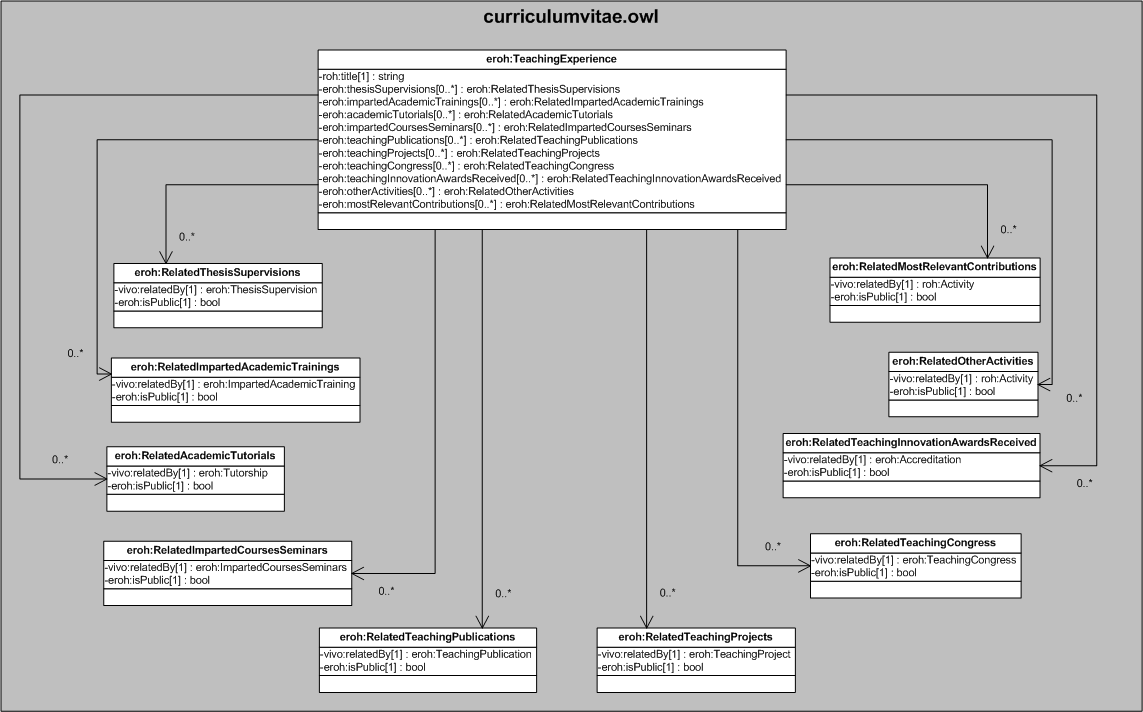 curriculumvitae.owl
eroh:TeachingExperience
-roh:title[1] : string
-eroh:thesisSupervisions[0..*] : eroh:RelatedThesisSupervisions
-eroh:impartedAcademicTrainings[0..*] : eroh:RelatedImpartedAcademicTrainings
-eroh:academicTutorials[0..*] : eroh:RelatedAcademicTutorials
-eroh:impartedCoursesSeminars[0..*] : eroh:RelatedImpartedCoursesSeminars
-eroh:teachingPublications[0..*] : eroh:RelatedTeachingPublications
-eroh:teachingProjects[0..*] : eroh:RelatedTeachingProjects
-eroh:teachingCongress[0..*] : eroh:RelatedTeachingCongress
-eroh:teachingInnovationAwardsReceived[0..*] : eroh:RelatedTeachingInnovationAwardsReceived
-eroh:otherActivities[0..*] : eroh:RelatedOtherActivities
-eroh:mostRelevantContributions[0..*] : eroh:RelatedMostRelevantContributions
0..*
eroh:RelatedThesisSupervisions
-vivo:relatedBy[1] : eroh:ThesisSupervision
-eroh:isPublic[1] : bool
0..*
eroh:RelatedMostRelevantContributions
-vivo:relatedBy[1] : roh:Activity
-eroh:isPublic[1] : bool
0..*
eroh:RelatedImpartedAcademicTrainings
-vivo:relatedBy[1] : eroh:ImpartedAcademicTraining
-eroh:isPublic[1] : bool
eroh:RelatedOtherActivities
-vivo:relatedBy[1] : roh:Activity
-eroh:isPublic[1] : bool
0..*
0..*
eroh:RelatedAcademicTutorials
-vivo:relatedBy[1] : eroh:Tutorship
-eroh:isPublic[1] : bool
eroh:RelatedTeachingInnovationAwardsReceived
-vivo:relatedBy[1] : eroh:Accreditation
-eroh:isPublic[1] : bool
0..*
eroh:RelatedImpartedCoursesSeminars
-vivo:relatedBy[1] : eroh:ImpartedCoursesSeminars
-eroh:isPublic[1] : bool
0..*
0..*
eroh:RelatedTeachingCongress
-vivo:relatedBy[1] : eroh:TeachingCongress
-eroh:isPublic[1] : bool
0..*
eroh:RelatedTeachingPublications
-vivo:relatedBy[1] : eroh:TeachingPublication
-eroh:isPublic[1] : bool
0..*
eroh:RelatedTeachingProjects
-vivo:relatedBy[1] : eroh:TeachingProject
-eroh:isPublic[1] : bool